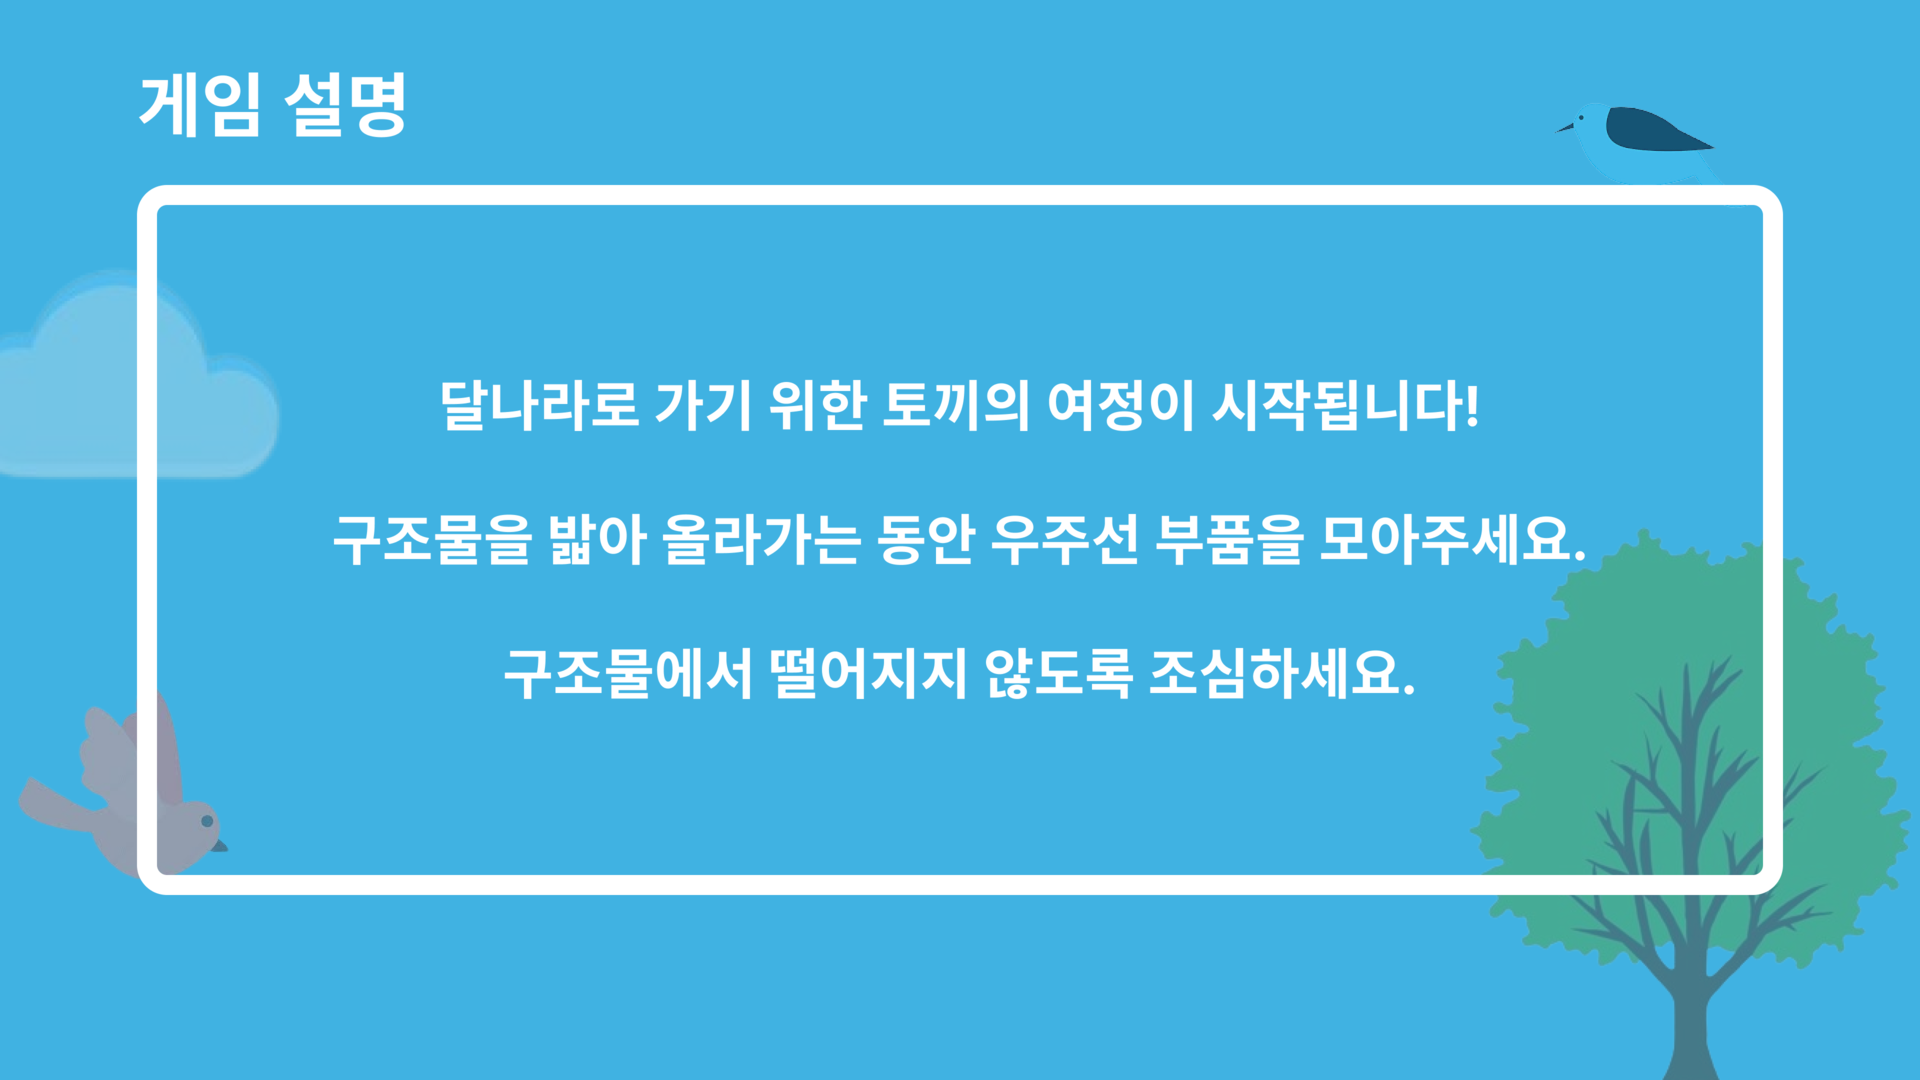 게임 설명
달나라로 가기 위한 토끼의 여정이 시작됩니다!
구조물을 밟아 올라가는 동안 우주선 부품을 모아주세요.
구조물에서 떨어지지 않도록 조심하세요.